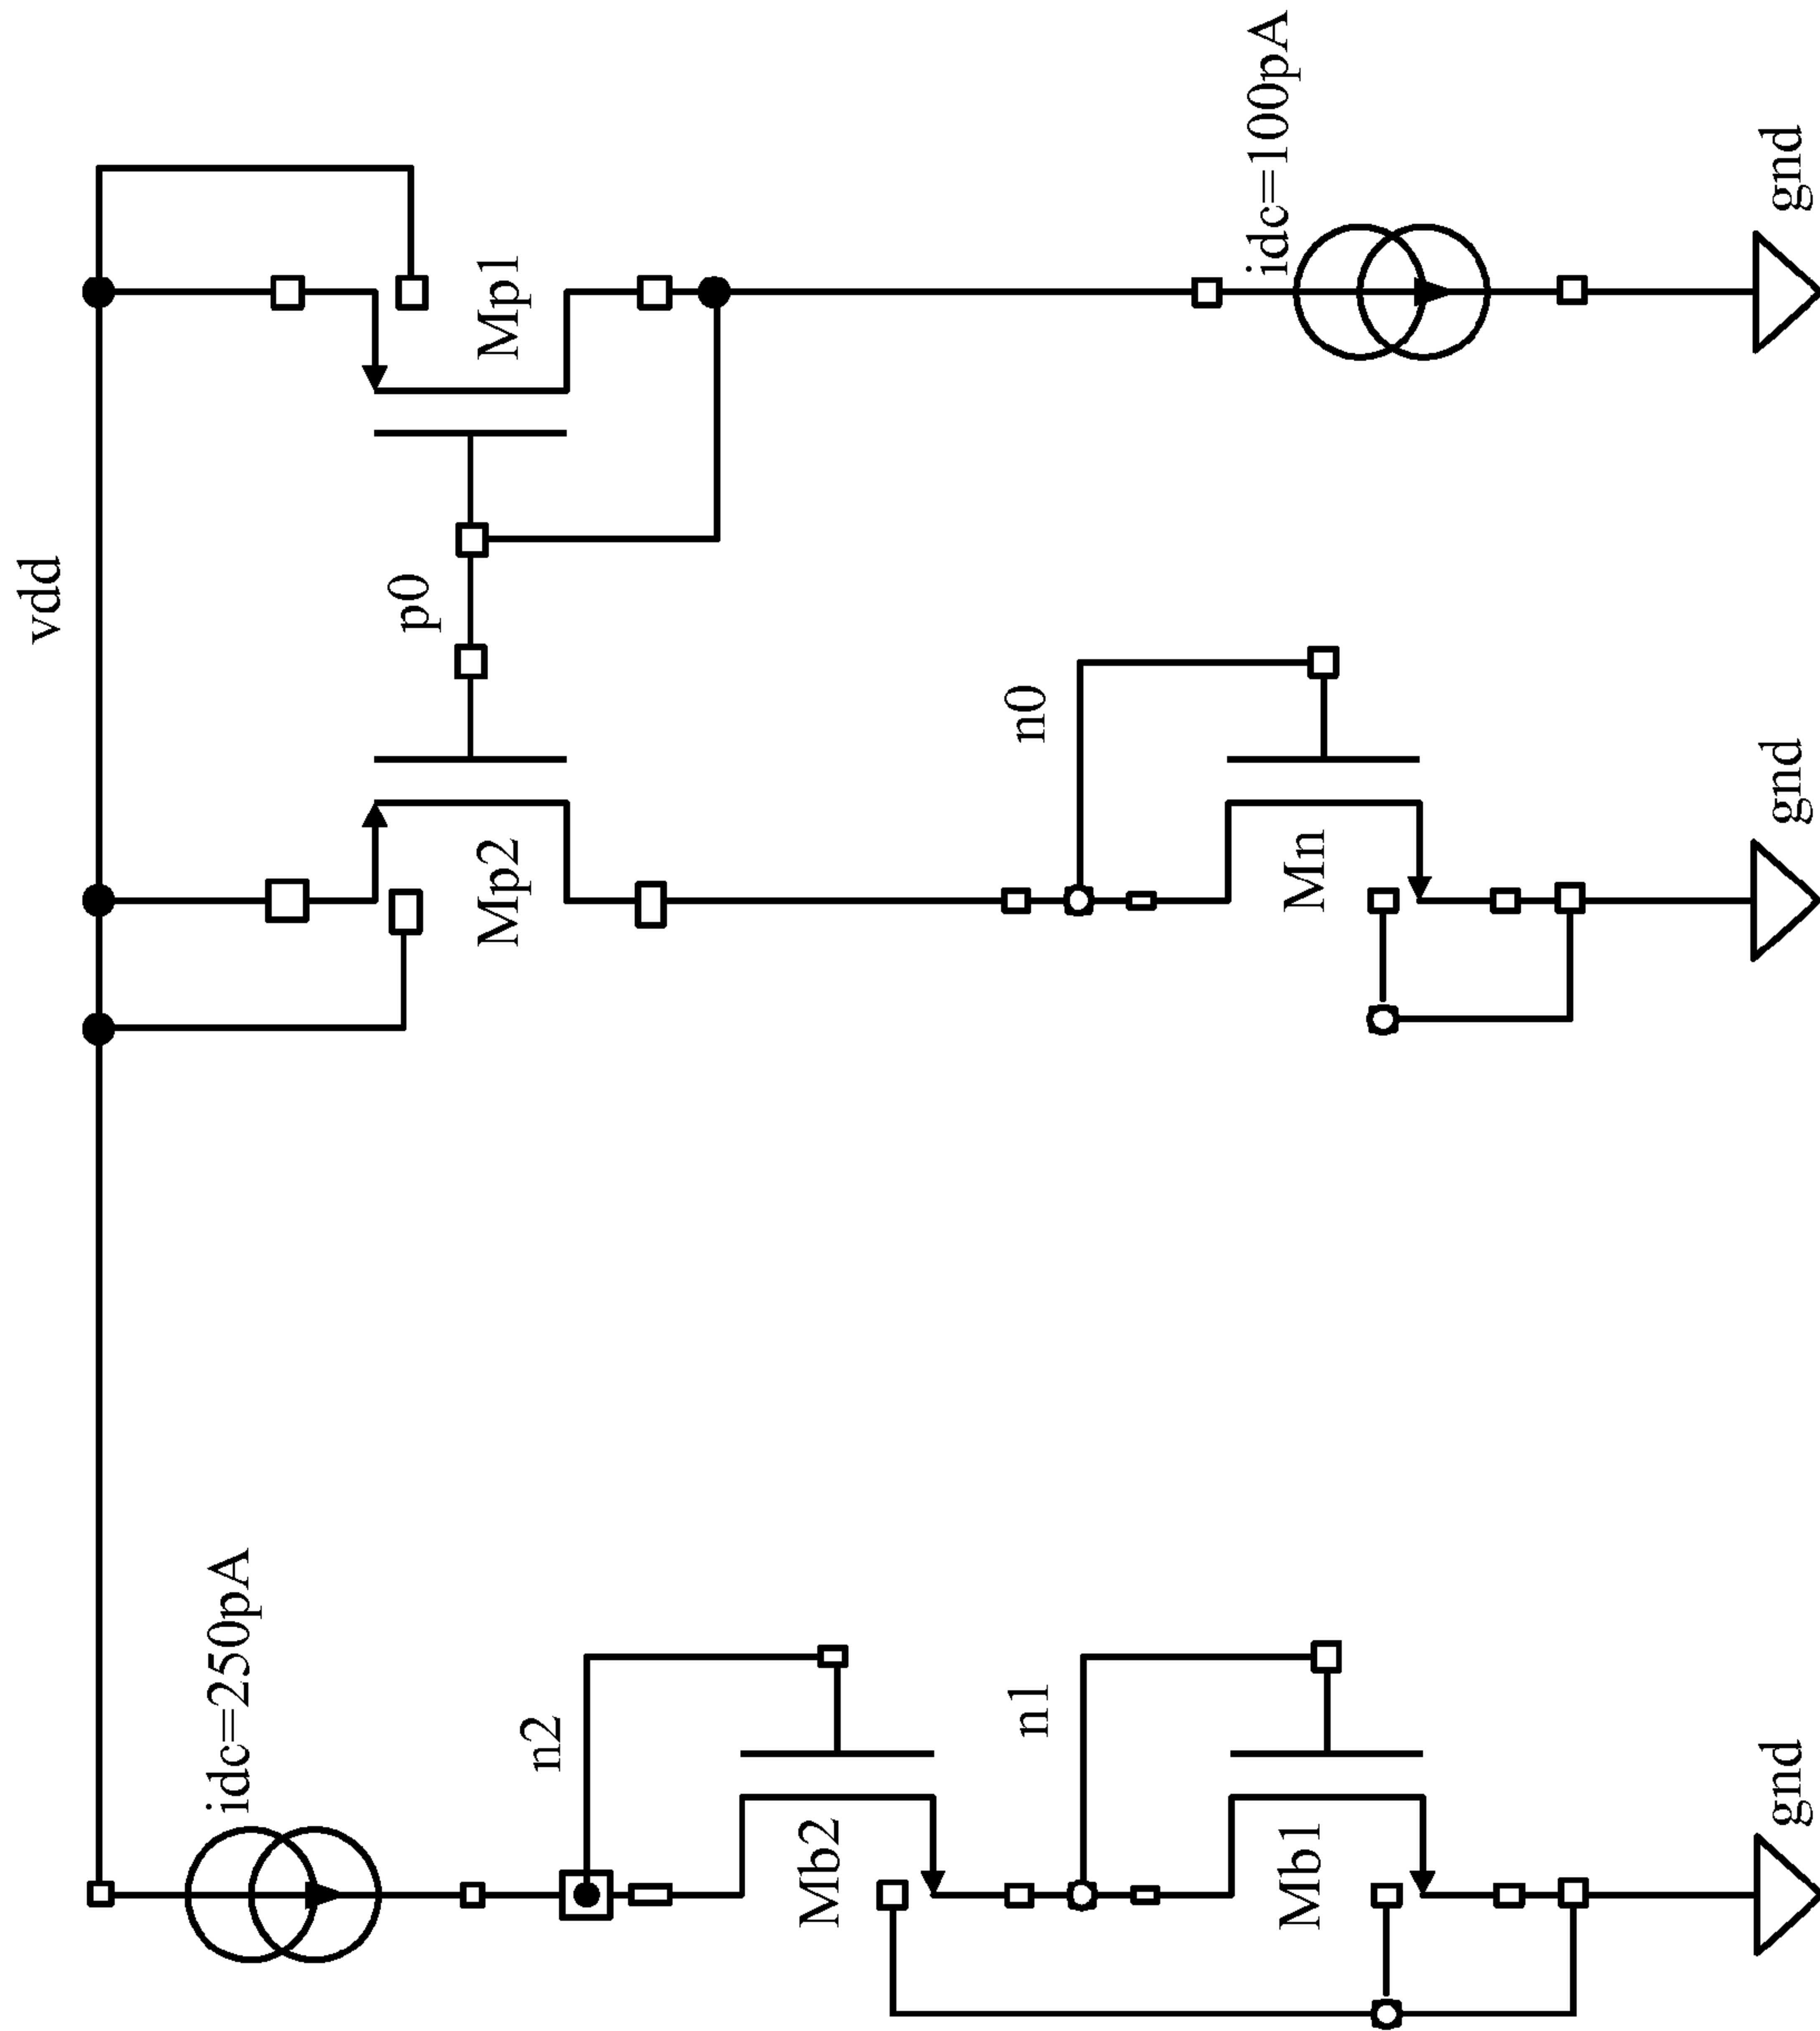 vdd
idc=250pA
p0
Mp2
Mp1
n2
Mb2
n1
n0
idc=100pA
Mb1
Mn
gnd
gnd
gnd